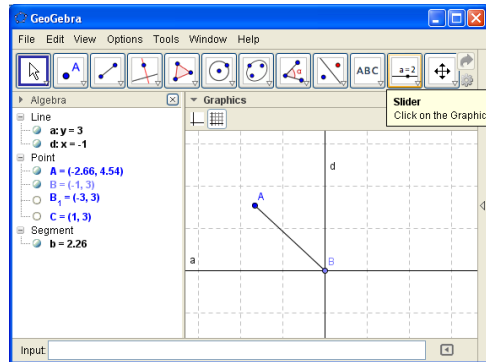 GeoGebra
File Edit View Options Tools Window Help
A
α
ABC
a=2
Slider
Click on the Graphic
Algebra
Graphics
Line
a: y = 3
d: x = -1
Point
A = (-2.66, 4.54)
B = (-1, 3)
B₁ = (-3, 3)
C = (1, 3)
Segment
b = 2.26
d
A
a
B
Input: